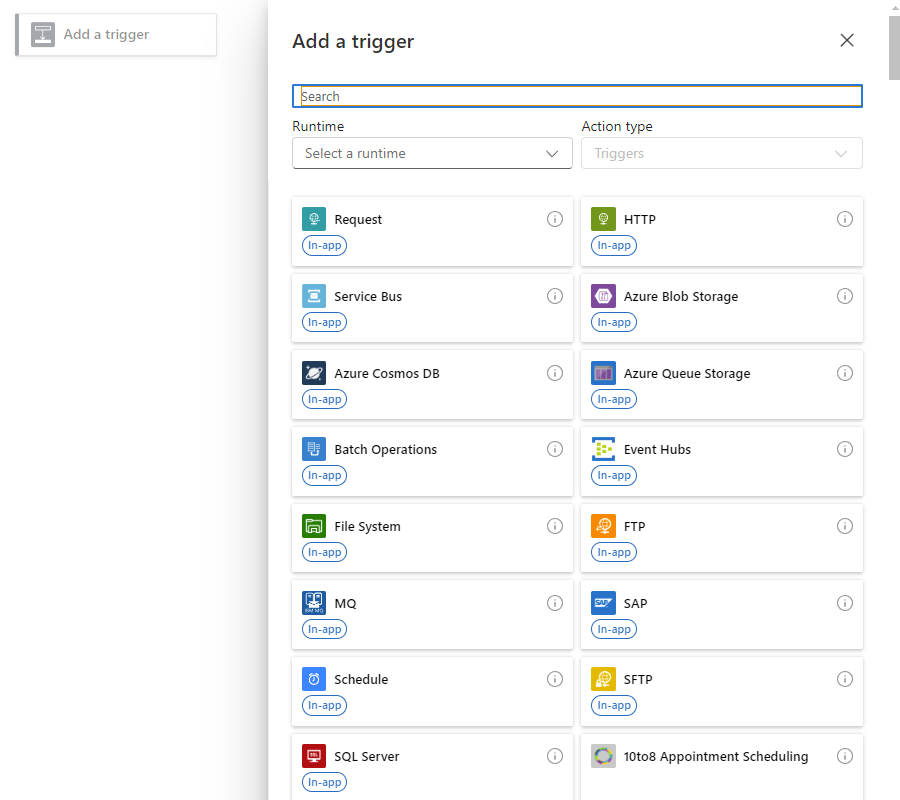 Add a trigger
Add a trigger
Search
Runtime
Action type
Select a runtime
Triggers
Request
In-app
HTTP
In-app
Service Bus
In-app
Azure Blob Storage
In-app
Azure Cosmos DB
In-app
Azure Queue Storage
In-app
Batch Operations
In-app
Event Hubs
In-app
File System
In-app
FTP
In-app
MQ
In-app
SAP
SAP
In-app
Schedule
In-app
SFTP
In-app
SQL
SQL Server
In-app
10to8 Appointment Scheduling